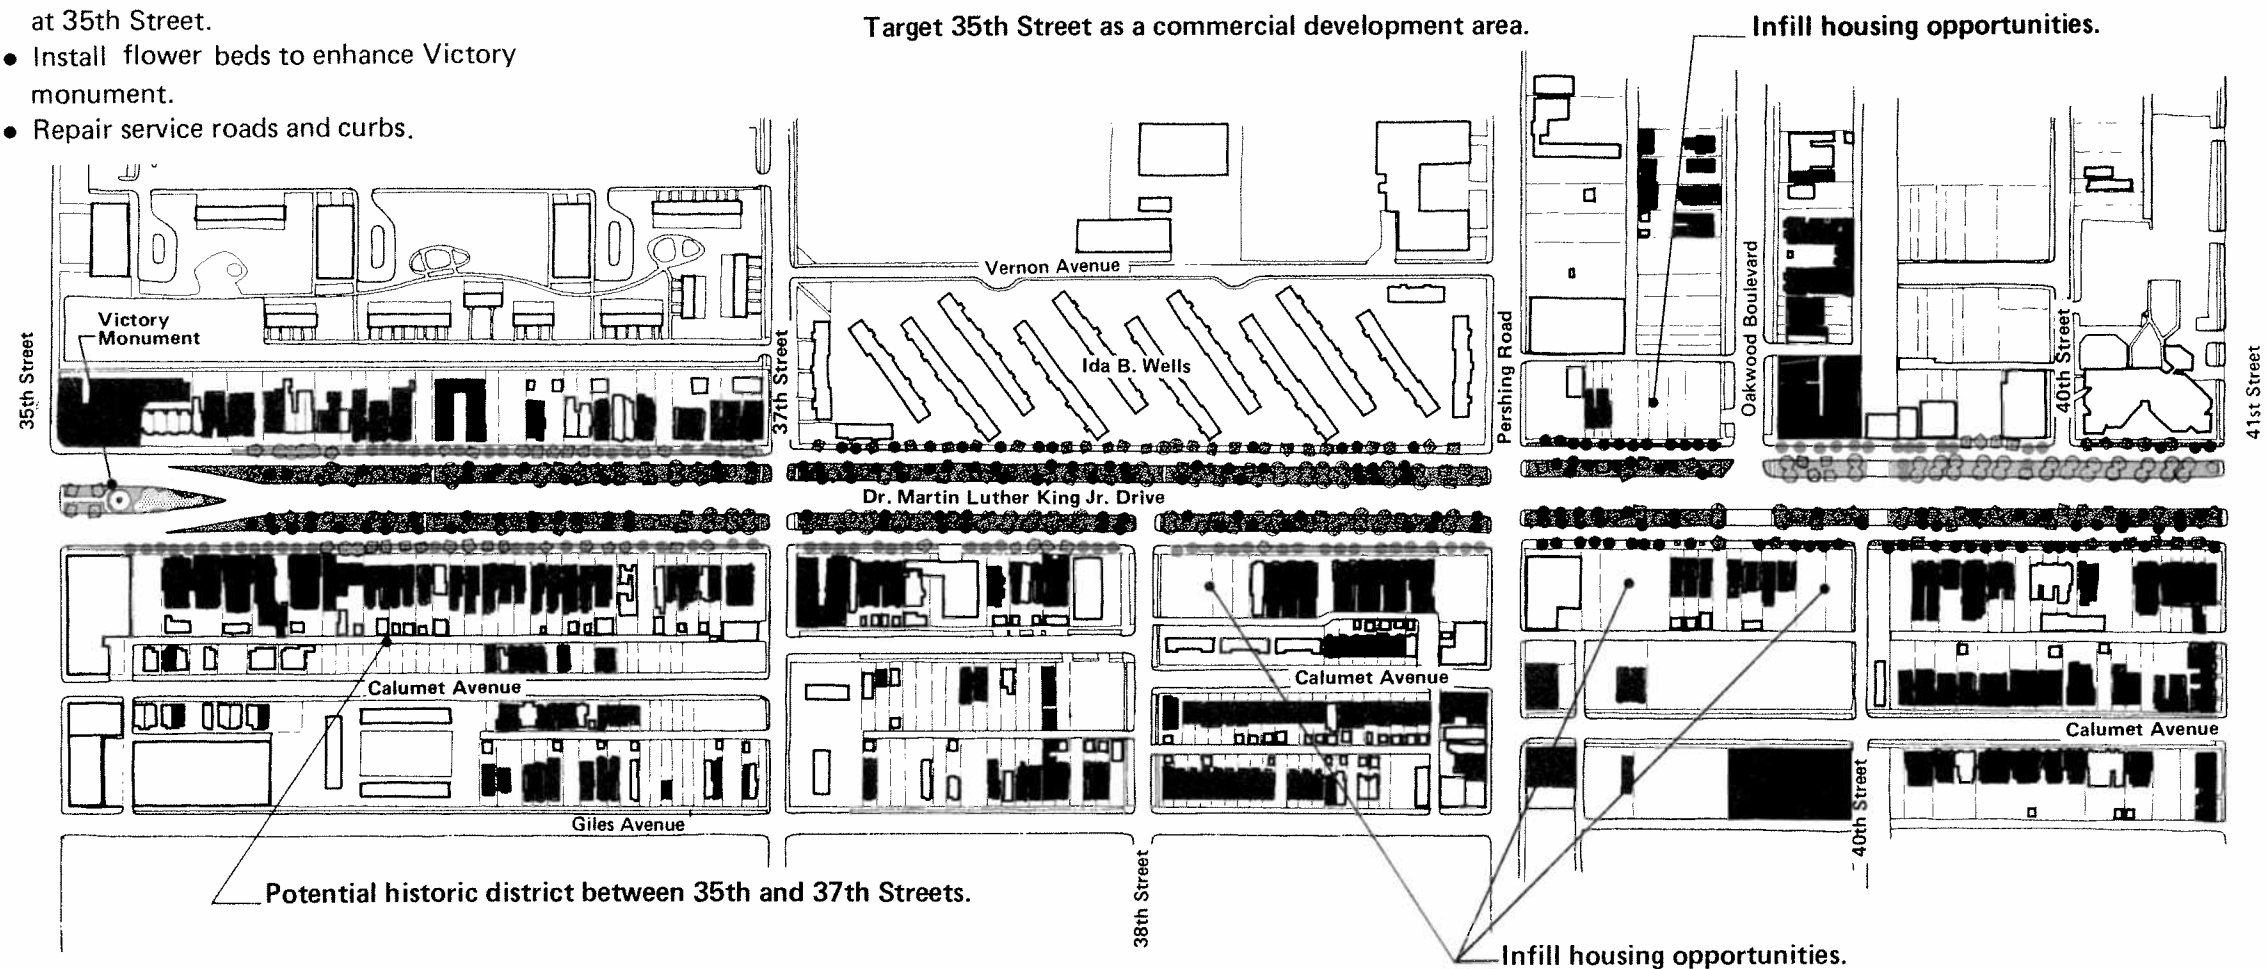 at 35th Street.
• Install flower beds to enhance Victory
monument.
• Repair service roads and curbs.
Target 35th Street as a commercial development area.
Infill housing opportunities.
Vernon Avenue
Victory
Monument
35th Street
37th Street
Ida B. Wells
Pershing Road
Oakwood Boulevard
40th Street
41st Street
Dr. Martin Luther King Jr. Drive
Calumet Avenue
Calumet Avenue
Calumet Avenue
Giles Avenue
38th Street
40th Street
Potential historic district between 35th and 37th Streets.
Infill housing opportunities.